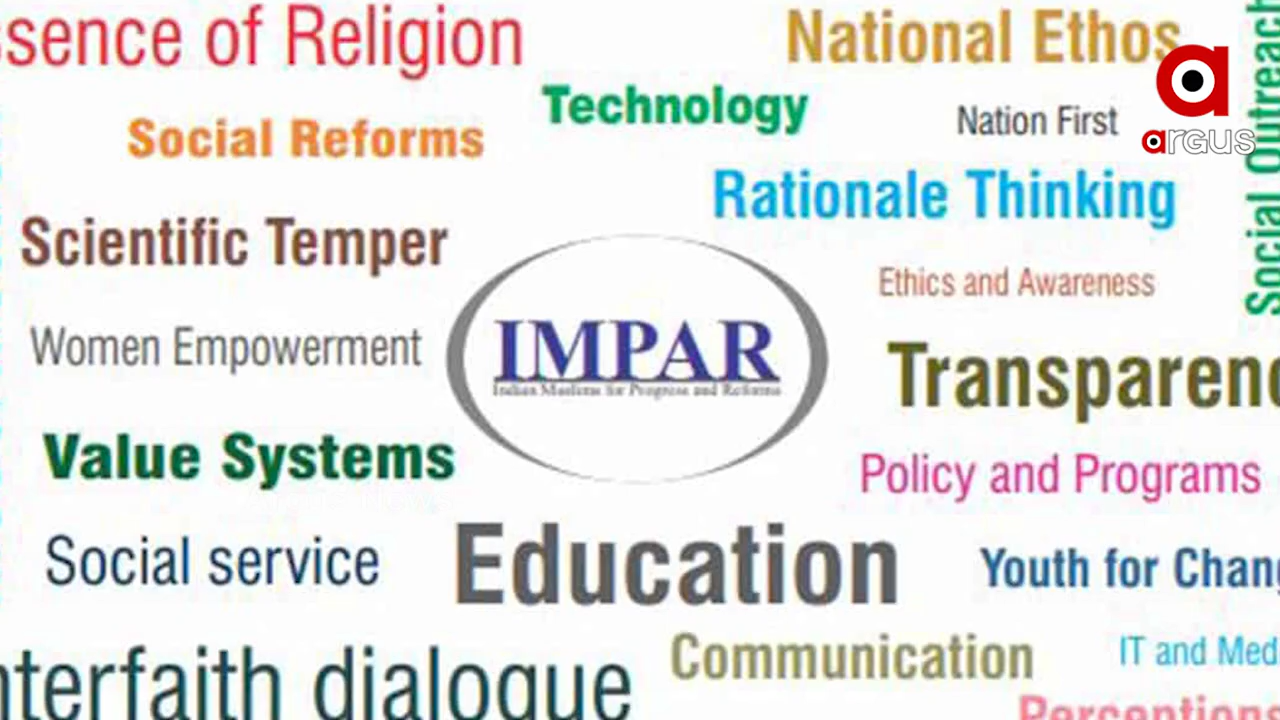 ssence of Religion
National Ethos
Technology
Nation First
Social Reforms
argus
Social Outreach
Rationale Thinking
Scientific Temper
Ethics and Awareness
Women Empowerment
IMPAR
Indian Muslims for Progress and Reforms
Transparenc
Value Systems
Policy and Programs
Social service
Education
Youth for Chang
nterfaith dialogue
Communication
IT and Med
Perceptions